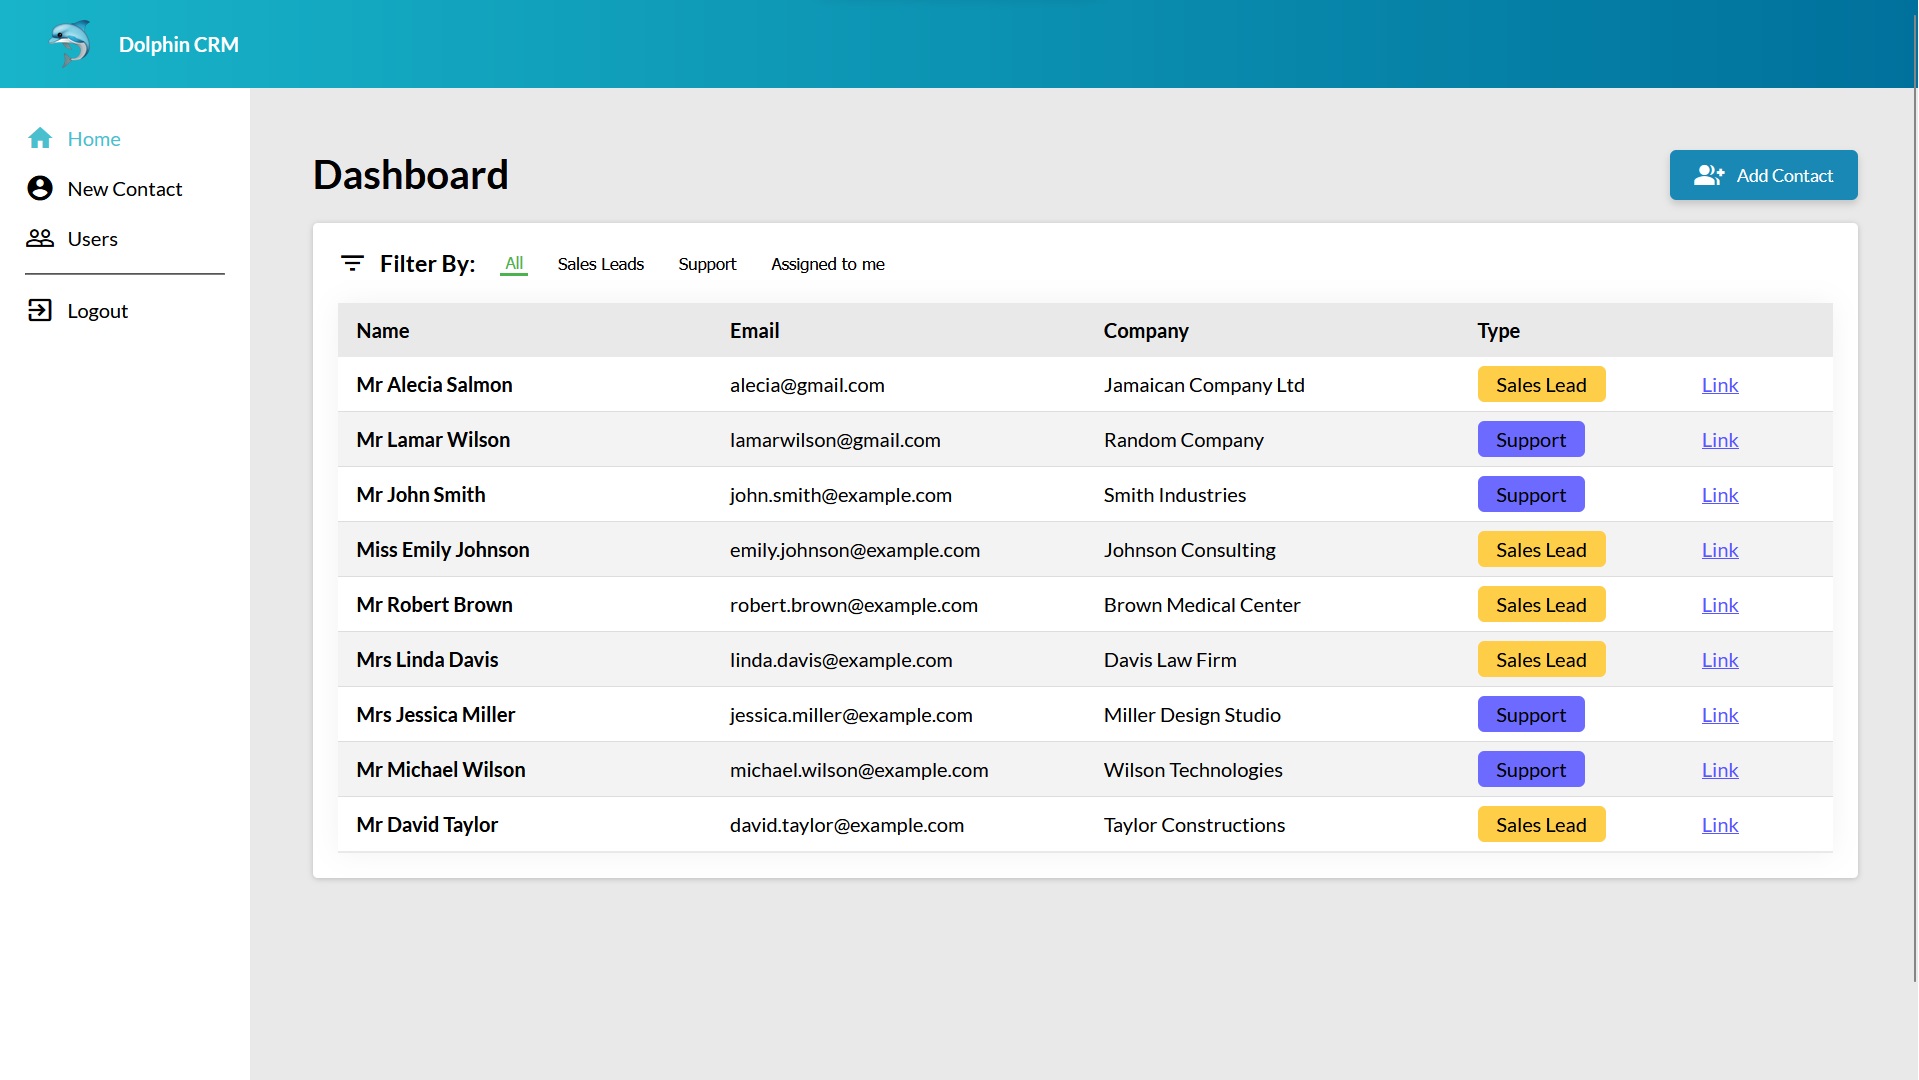 Dolphin CRM
Home
New Contact
Users
Logout
Dashboard
Add Contact
Filter By: All Sales Leads Support Assigned to me
Name Email Company Type
Mr Alecia Salmon alecia@gmail.com Jamaican Company Ltd Sales Lead Link
Mr Lamar Wilson lamarwilson@gmail.com Random Company Support Link
Mr John Smith john.smith@example.com Smith Industries Support Link
Miss Emily Johnson emily.johnson@example.com Johnson Consulting Sales Lead Link
Mr Robert Brown robert.brown@example.com Brown Medical Center Sales Lead Link
Mrs Linda Davis linda.davis@example.com Davis Law Firm Sales Lead Link
Mrs Jessica Miller jessica.miller@example.com Miller Design Studio Support Link
Mr Michael Wilson michael.wilson@example.com Wilson Technologies Support Link
Mr David Taylor david.taylor@example.com Taylor Constructions Sales Lead Link